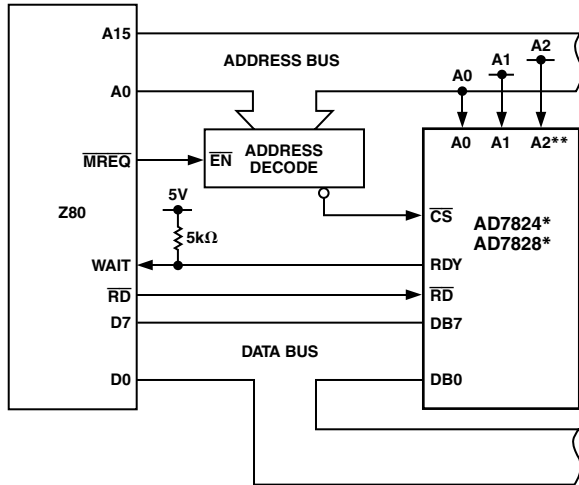 A15
ADDRESS BUS
A0
A0
A1
A2
MREQ
EN
ADDRESS
DECODE
A0
A1
A2**
Z80
5V
5kΩ
CS
AD7824*
AD7828*
WAIT
RDY
RD
RD
D7
DB7
DATA BUS
D0
DB0